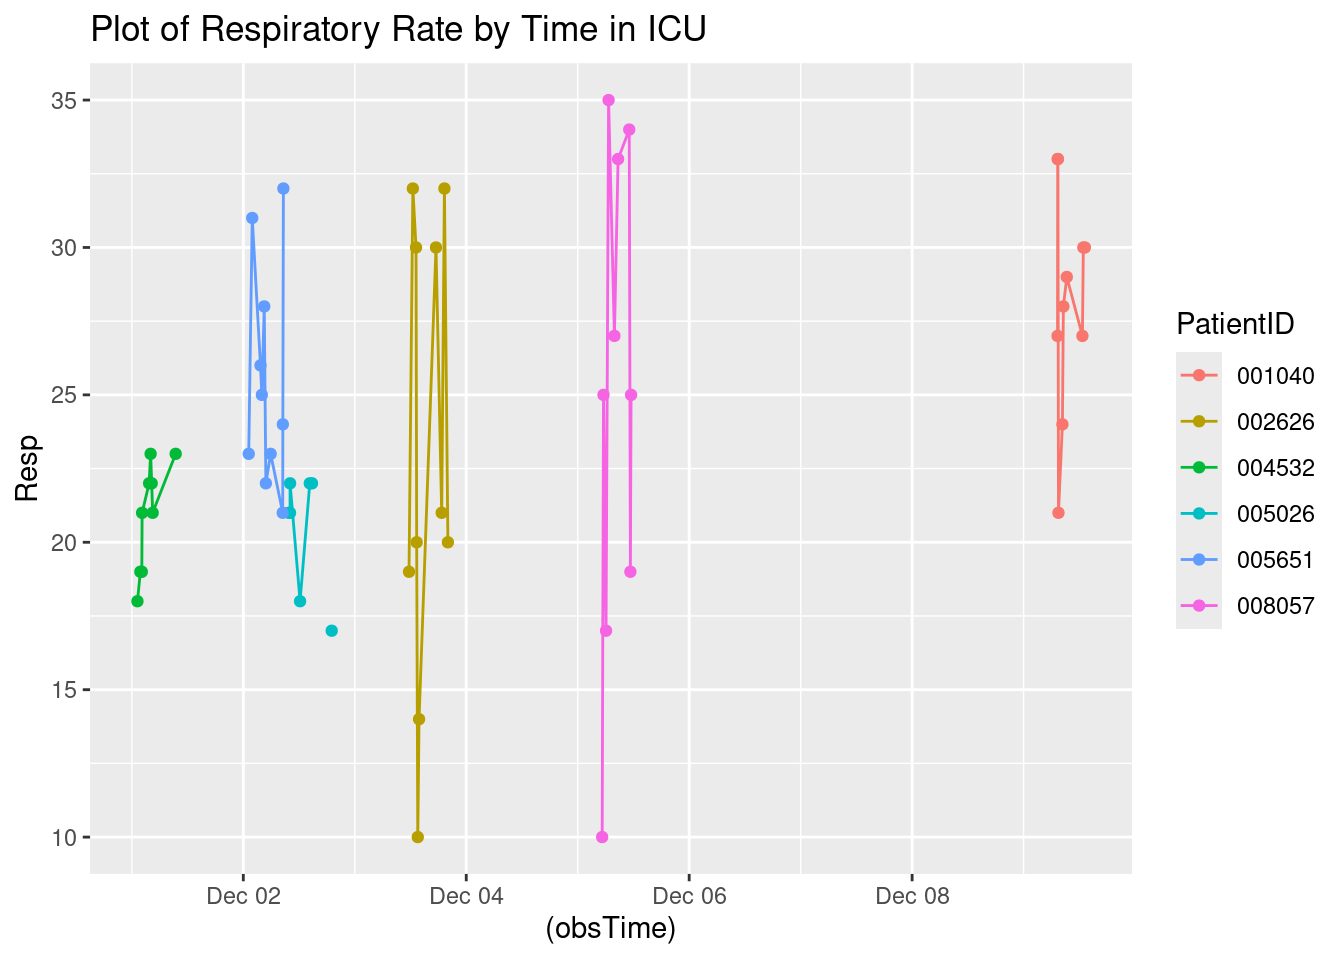 Plot of Respiratory Rate by Time in ICU
35
30
25
20
15
10
Resp
Dec 02
Dec 04
Dec 06
Dec 08
(obsTime)
PatientID
001040
002626
004532
005026
005651
008057